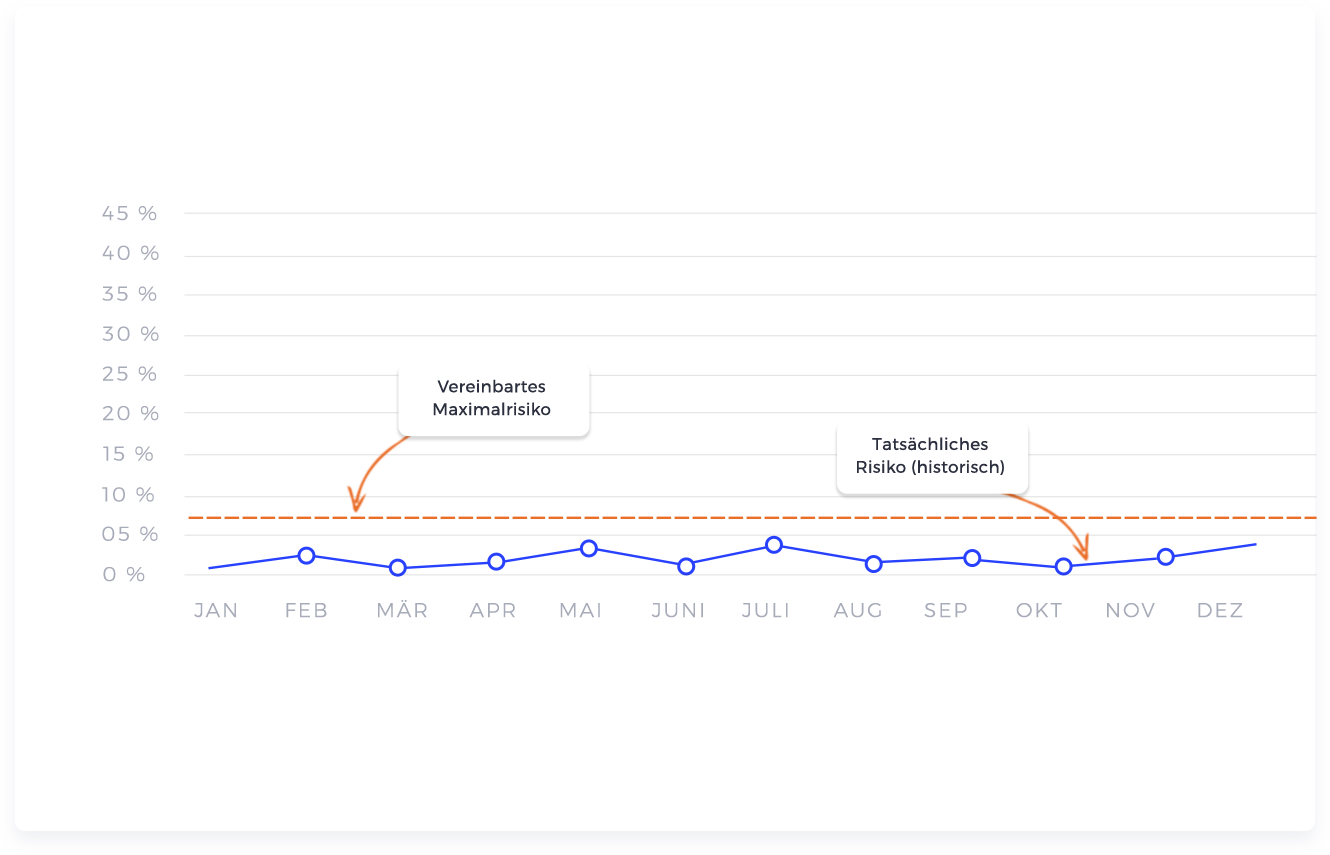 45 %
40 %
35 %
30 %
25 %
Vereinbartes
Maximalrisiko
20 %
Tatsächliches
Risiko (historisch)
15 %
10 %
05 %
0 %
JAN FEB MÄR APR MAI JUNI JULI AUG SEP OKT NOV DEZ